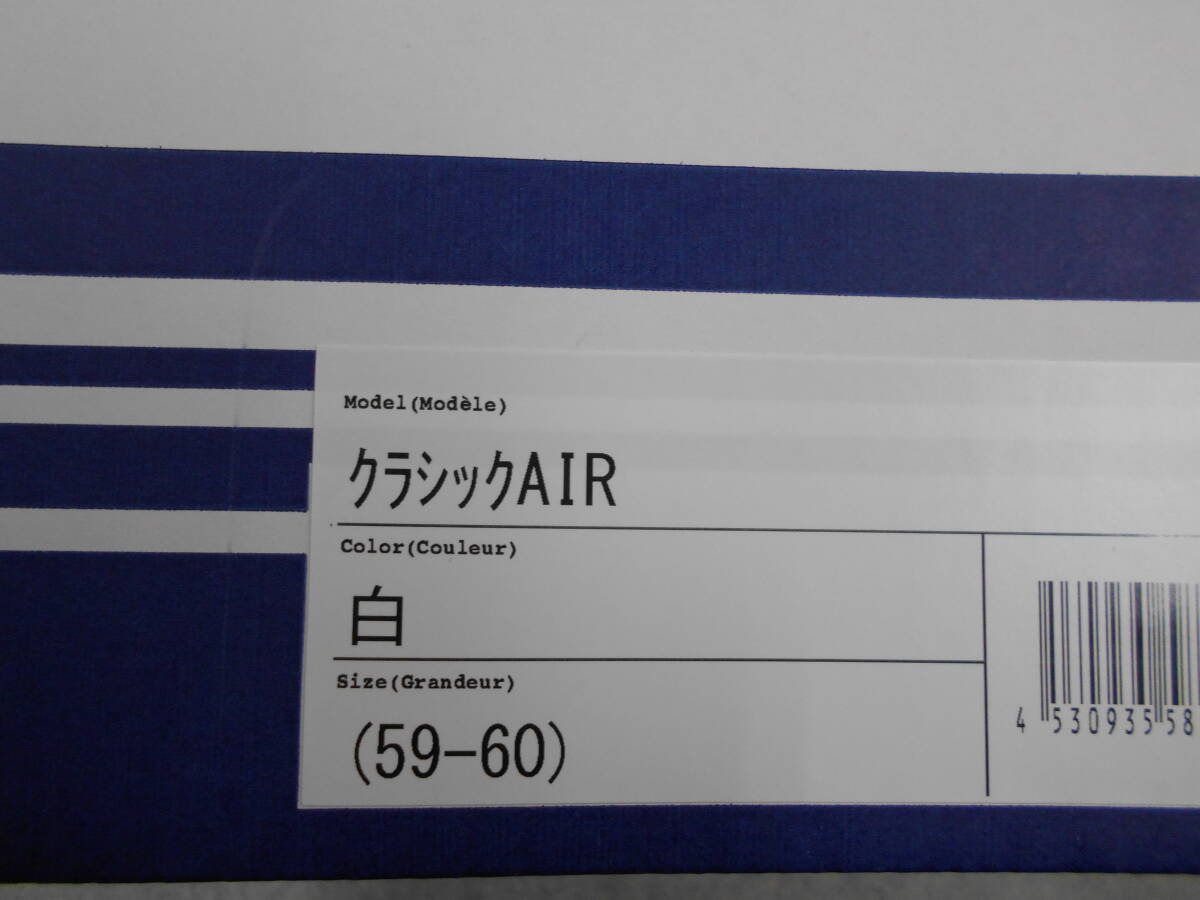 Model(Modèle)
クラシックAIR
Color(Couleur)
白
Size(Grandeur)
(59-60)
4 530935 58